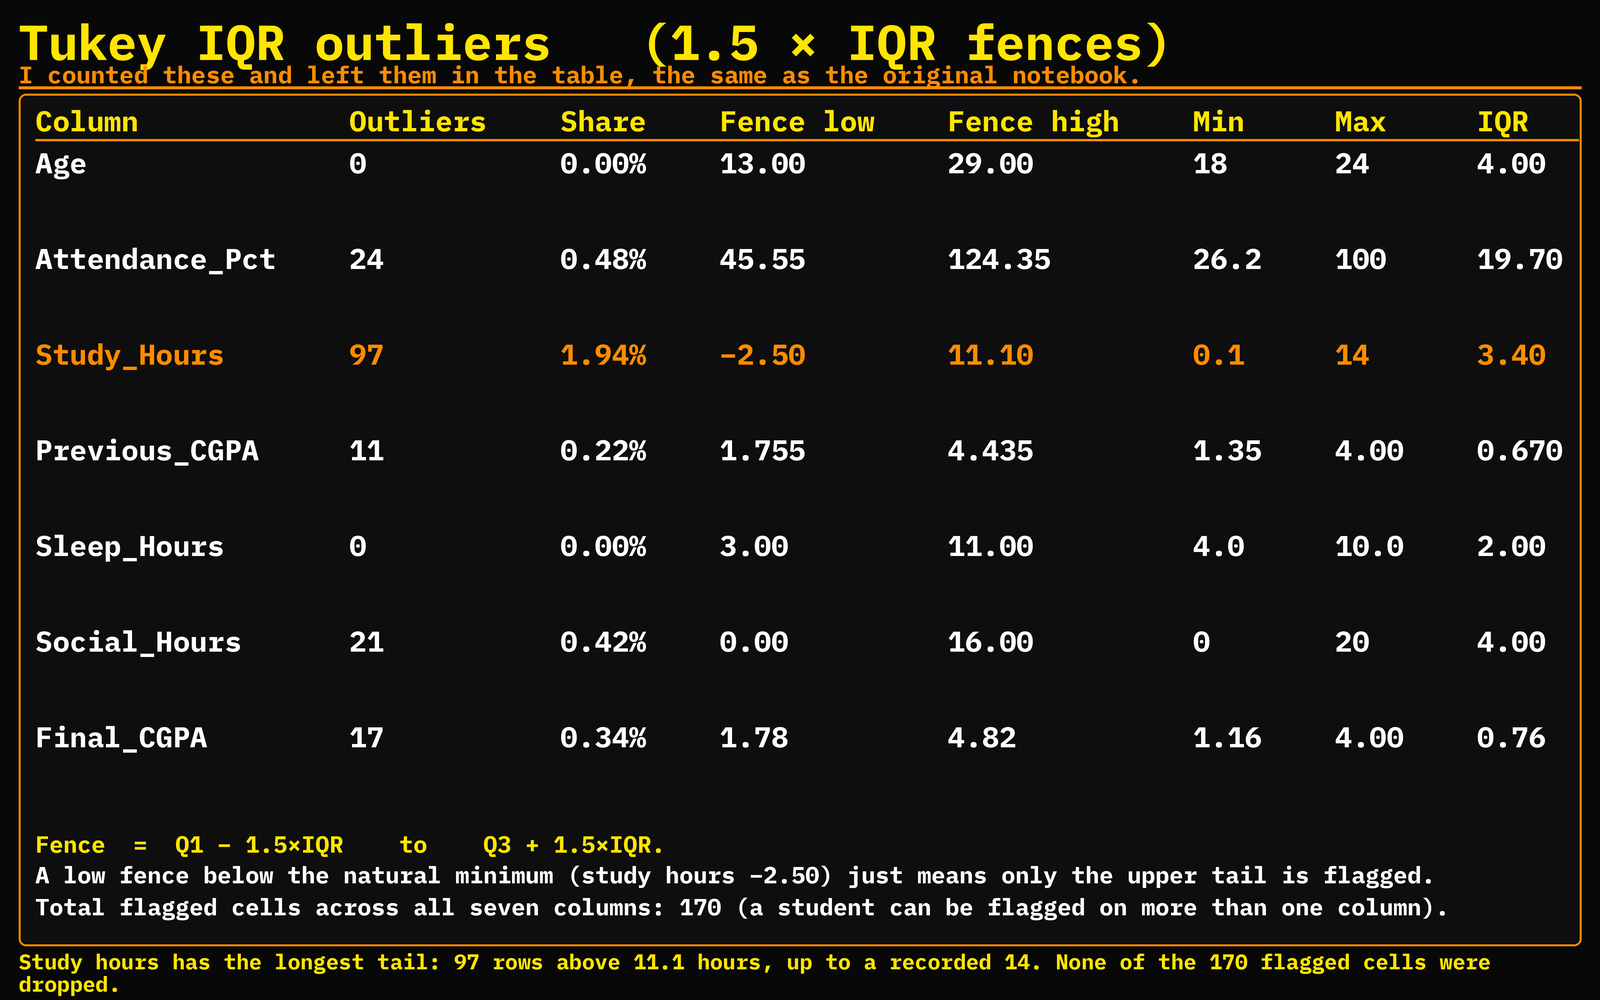 Tukey IQR outliers (1.5 × IQR fences)
I counted these and left them in the table, the same as the original notebook.
Column Outliers Share Fence low Fence high Min Max IQR
Age 0 0.00% 13.00 29.00 18 24 4.00
Attendance_Pct 24 0.48% 45.55 124.35 26.2 100 19.70
Study_Hours 97 1.94% −2.50 11.10 0.1 14 3.40
Previous_CGPA 11 0.22% 1.755 4.435 1.35 4.00 0.670
Sleep_Hours 0 0.00% 3.00 11.00 4.0 10.0 2.00
Social_Hours 21 0.42% 0.00 16.00 0 20 4.00
Final_CGPA 17 0.34% 1.78 4.82 1.16 4.00 0.76
Fence = Q1 − 1.5×IQR to Q3 + 1.5×IQR.
A low fence below the natural minimum (study hours −2.50) just means only the upper tail is flagged.
Total flagged cells across all seven columns: 170 (a student can be flagged on more than one column).
Study hours has the longest tail: 97 rows above 11.1 hours, up to a recorded 14. None of the 170 flagged cells were
dropped.